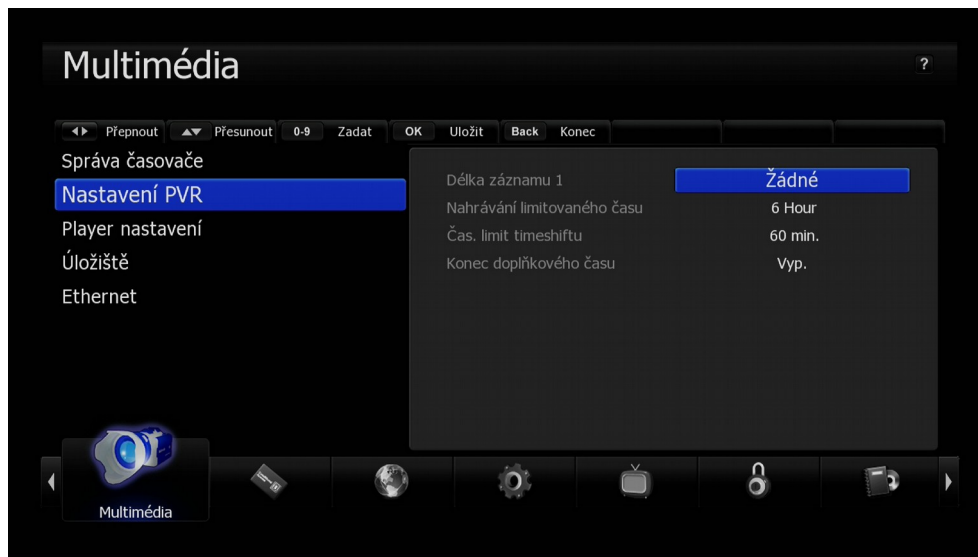 Multimédia
?
Přepnout Přesunout 0-9 Zadat OK Uložit Back Konec
Správa časovače
Nastavení PVR
Player nastavení
Úložiště
Ethernet
Délka záznamu 1 Žádné
Nahrávání limitovaného času 6 Hour
Čas. limit timeshiftu 60 min.
Konec doplňkového času Vyp.
Multimédia